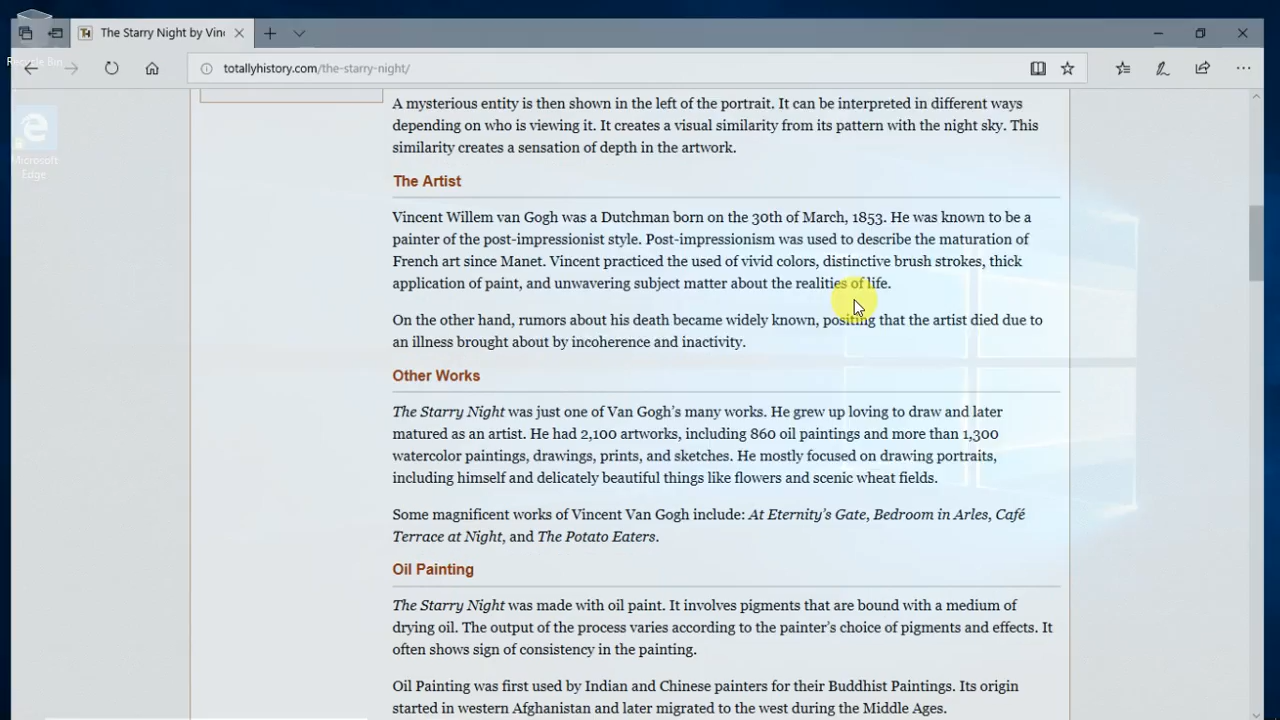 The Starry Night by Vinc
Recycle Bin
totallyhistory.com/the-starry-night/
Microsoft
Edge
A mysterious entity is then shown in the left of the portrait. It can be interpreted in different ways
depending on who is viewing it. It creates a visual similarity from its pattern with the night sky. This
similarity creates a sensation of depth in the artwork.
The Artist
Vincent Willem van Gogh was a Dutchman born on the 30th of March, 1853. He was known to be a
painter of the post-impressionist style. Post-impressionism was used to describe the maturation of
French art since Manet. Vincent practiced the used of vivid colors, distinctive brush strokes, thick
application of paint, and unwavering subject matter about the realities of life.
On the other hand, rumors about his death became widely known, positing that the artist died due to
an illness brought about by incoherence and inactivity.
Other Works
The Starry Night was just one of Van Gogh's many works. He grew up loving to draw and later
matured as an artist. He had 2,100 artworks, including 860 oil paintings and more than 1,300
watercolor paintings, drawings, prints, and sketches. He mostly focused on drawing portraits,
including himself and delicately beautiful things like flowers and scenic wheat fields.
Some magnificent works of Vincent Van Gogh include: At Eternity's Gate, Bedroom in Arles, Café
Terrace at Night, and The Potato Eaters.
Oil Painting
The Starry Night was made with oil paint. It involves pigments that are bound with a medium of
drying oil. The output of the process varies according to the painter's choice of pigments and effects. It
often shows sign of consistency in the painting.
Oil Painting was first used by Indian and Chinese painters for their Buddhist Paintings. Its origin
started in western Afghanistan and later migrated to the west during the Middle Ages.